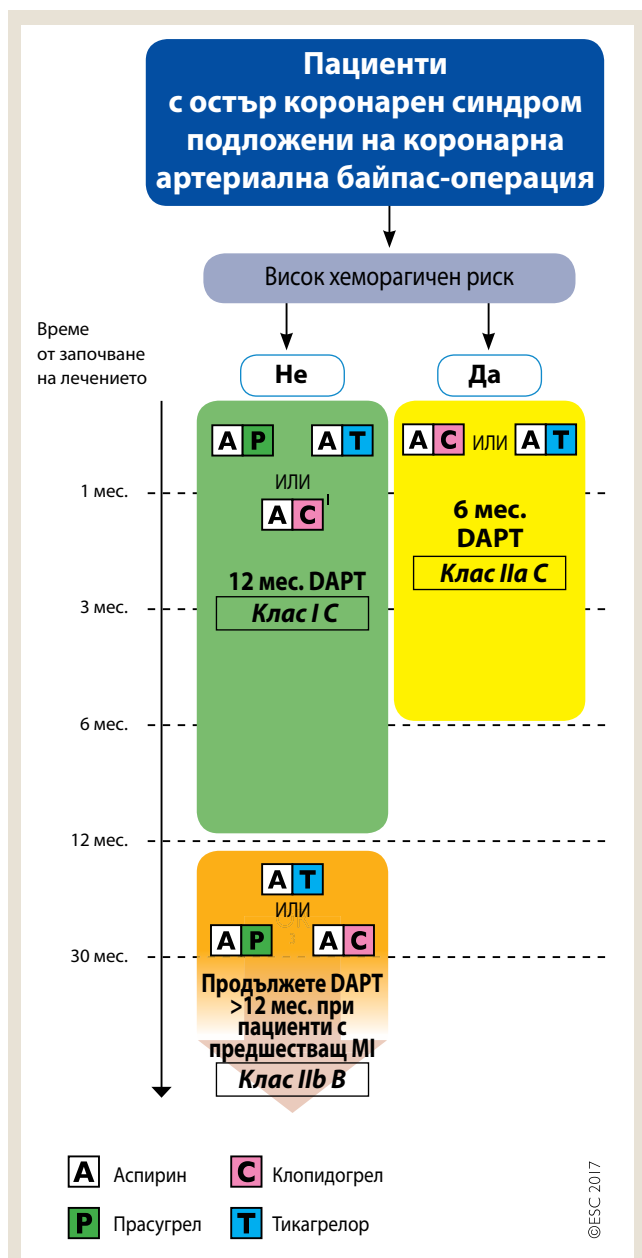 Пациенти
с остър коронарен синдром
подложени на коронарна
артериална байпас-операция
Висок хеморагичен риск
Време
от започване
на лечението
Не
Да
A P A T
ИЛИ
A C I
12 мес. DAPT
Клас I C
A C ИЛИ A T
6 мес.
DAPT
Клас IIa C
1 мес.
3 мес.
6 мес.
12 мес.
30 мес.
A T
ИЛИ
A P A C
Продължете DAPT
>12 мес. при
пациенти с
предшестващ MI
Клас IIb B
A Аспирин
C Клопидогрел
P Прасугрел
T Тикагрелор
©ESC 2017